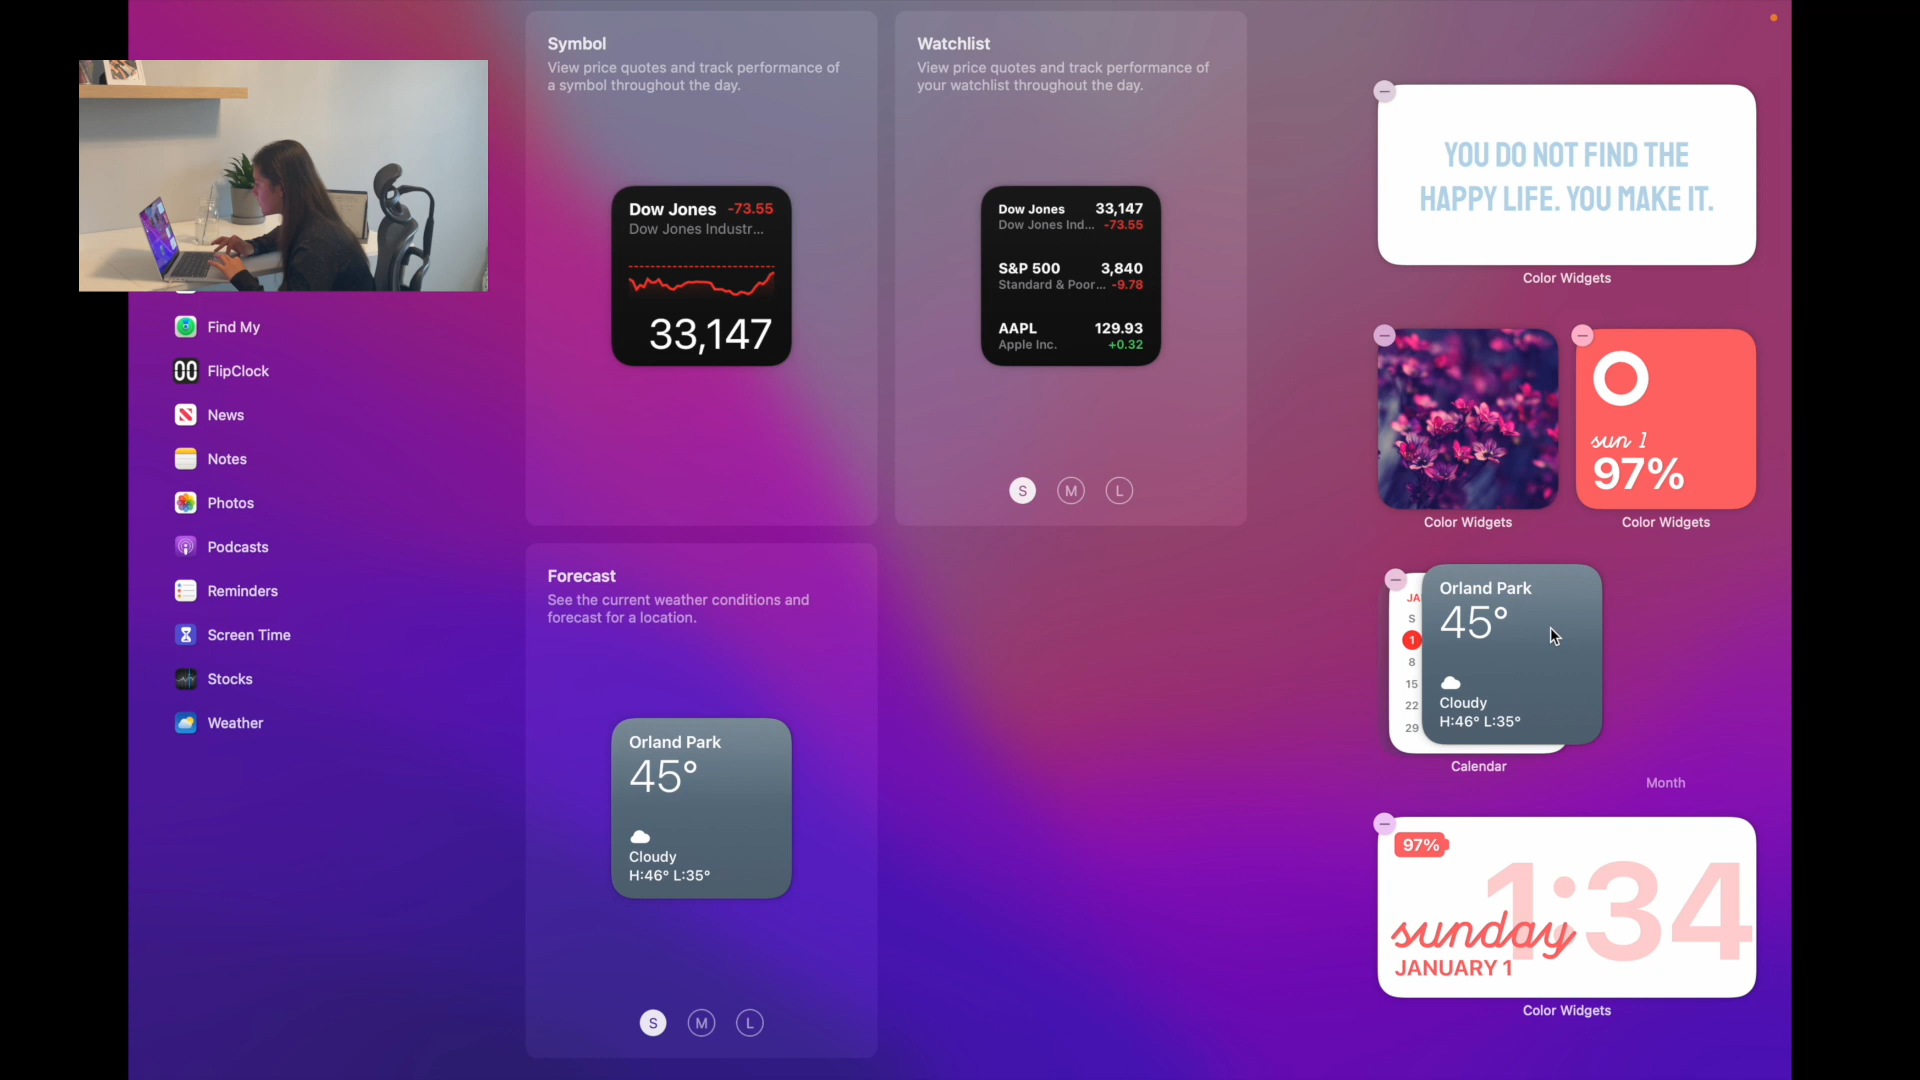 Symbol
View price quotes and track performance of
a symbol throughout the day.
Dow Jones -73.55
Dow Jones Industr...
33,147
Watchlist
View price quotes and track performance of
your watchlist throughout the day.
Dow Jones 33,147
Dow Jones Ind... -73.55
S&P 500 3,840
Standard & Poor... -9.78
AAPL 129.93
Apple Inc. +0.32
S M L
Find My
00 FlipClock
News
Notes
Photos
Podcasts
Reminders
Screen Time
Stocks
Weather
Forecast
See the current weather conditions and
forecast for a location.
Orland Park
45°
Cloudy
H:46° L:35°
S M L
YOU DO NOT FIND THE
HAPPY LIFE. YOU MAKE IT.
Color Widgets
sun 1
97%
Color Widgets
Color Widgets
JA
S
1
8
15
22
29
Orland Park
45°
Cloudy
H:46° L:35°
Calendar
Month
97%
1:34
sunday
JANUARY 1
Color Widgets